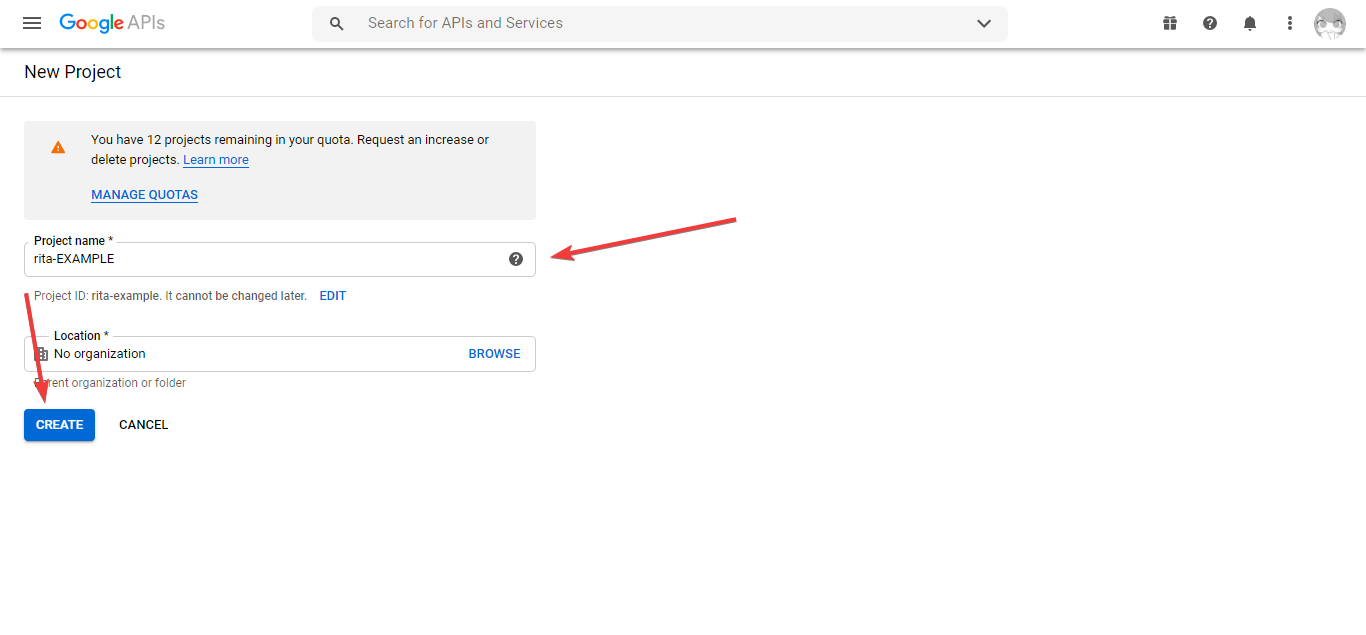 Google APIs
Search for APIs and Services
New Project
You have 12 projects remaining in your quota. Request an increase or
delete projects. Learn more
MANAGE QUOTAS
Project name *
rita-EXAMPLE
Project ID: rita-example. It cannot be changed later. EDIT
Location *
No organization BROWSE
Parent organization or folder
CREATE CANCEL